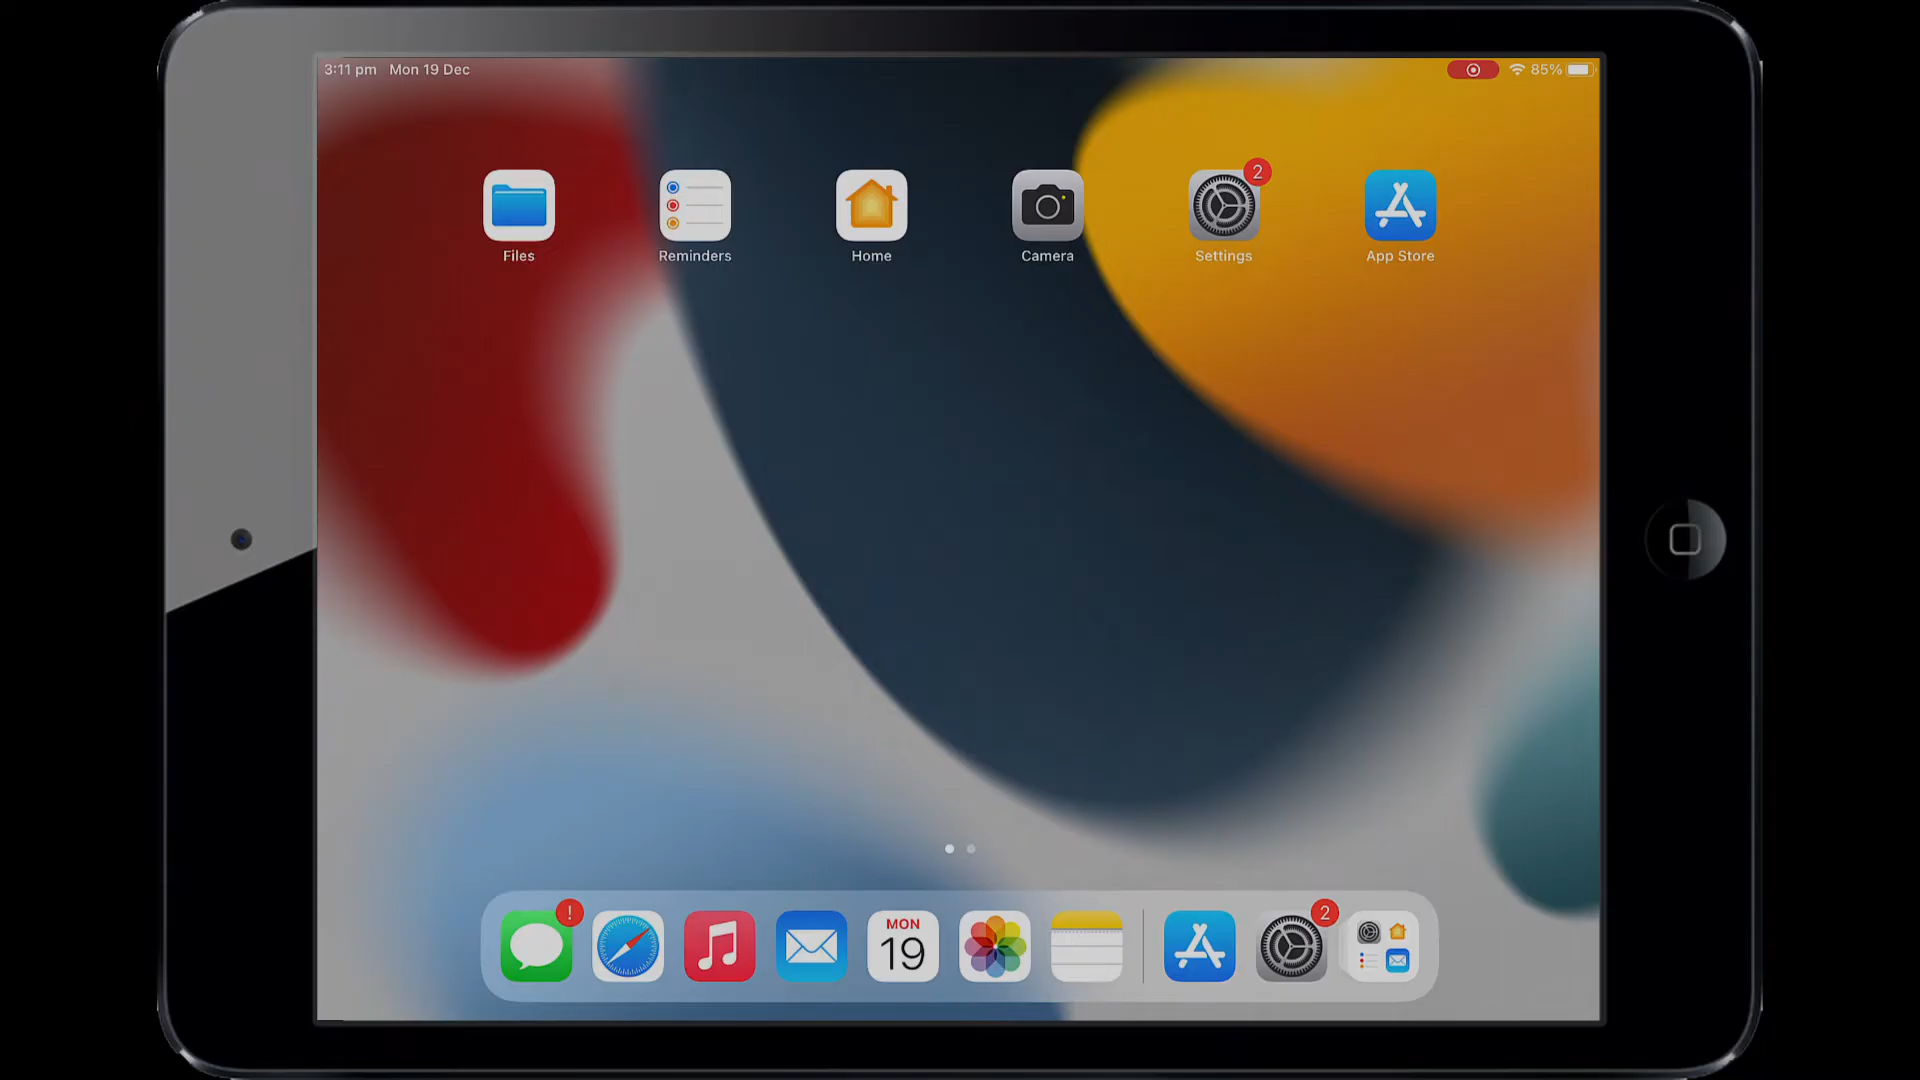 3:11 pm Mon 19 Dec
85%
2
Files Reminders Home Camera Settings App Store
! MON 2
19